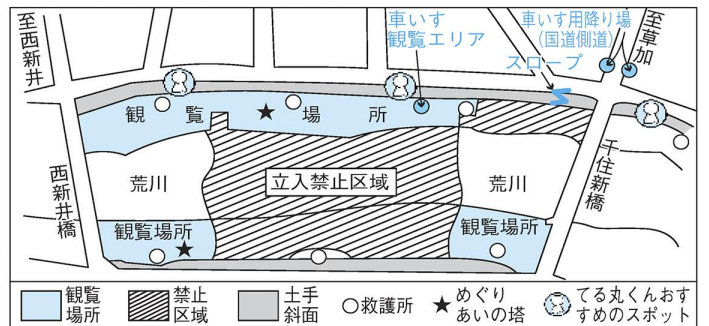 至西新井
車いす
観覧エリア
車いす用降り場
(国道側道)
スロープ
至草加
観覧場所
西新井橋
荒川
立入禁止区域
荒川
千住新橋
観覧場所
観覧場所
観覧
場所
禁止
区域
土手
斜面
救護所
めぐり
あいの塔
てる丸くんおす
すめのスポット